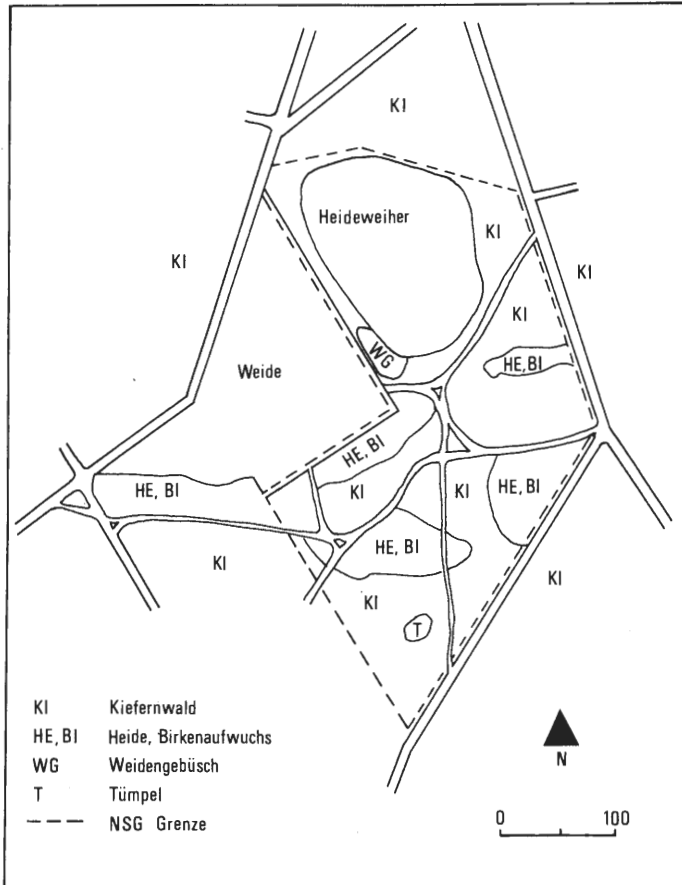 KI
Heideweiher
KI
KI
KI
KI
WG
HE, BI
Weide
HE, BI
HE, BI
KI
KI
HE, BI
HE, BI
KI
KI
KI
T
KI Kiefernwald
HE, BI Heide, Birkenaufwuchs
WG Weidengebüsch
T Tümpel
NSG Grenze
N
0 100